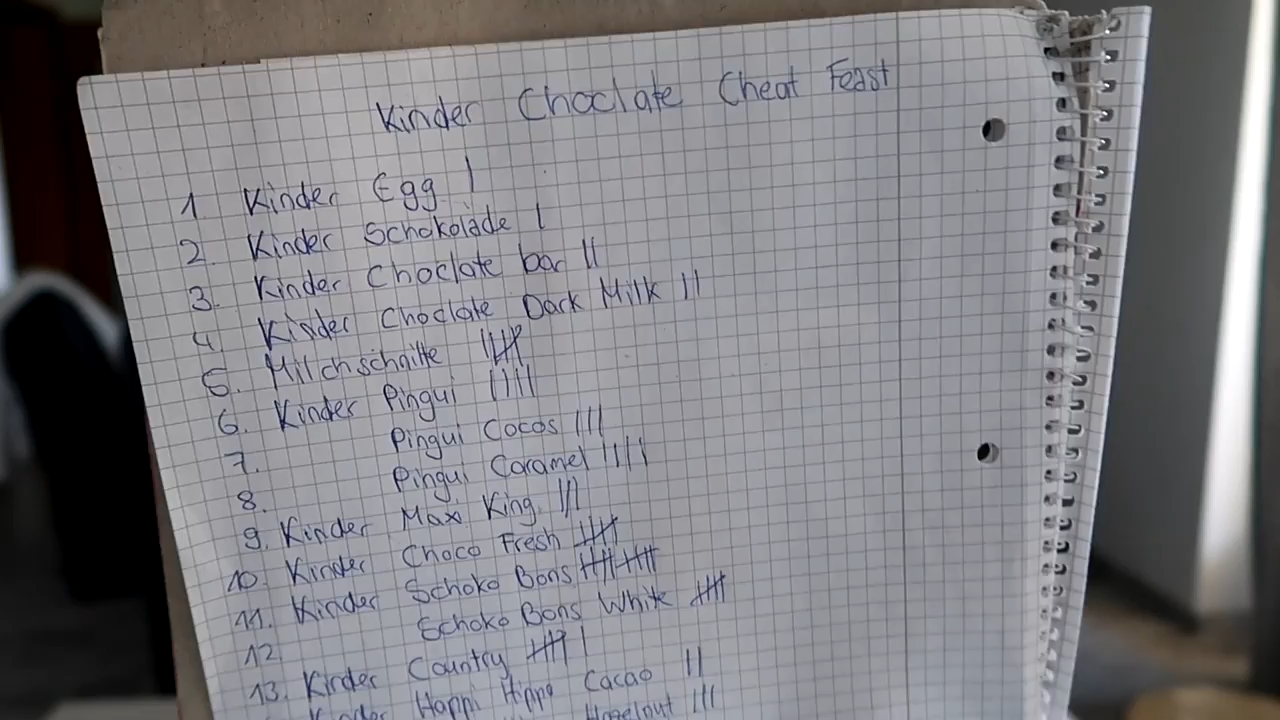 Kinder Choclate Cheat Feast
1 Kinder Egg |
2. Kinder Schokolade |
3. Kinder Choclate bar ||
4. Kinder Choclate Dark Milk ||
5. Milchschnitte ||||
6. Kinder Pingui ||||
7. Pingui Cocos |||
8. Pingui Caramel ||||
9. Kinder Maxi King |||
10. Kinder Choco Fresh ||||
11. Kinder Schoko Bons |||| ||||
12. Schoko Bons White ||||
13. Kinder Country |||| |
Kinder Happi Hippo Cacao ||
Hazelnut |||